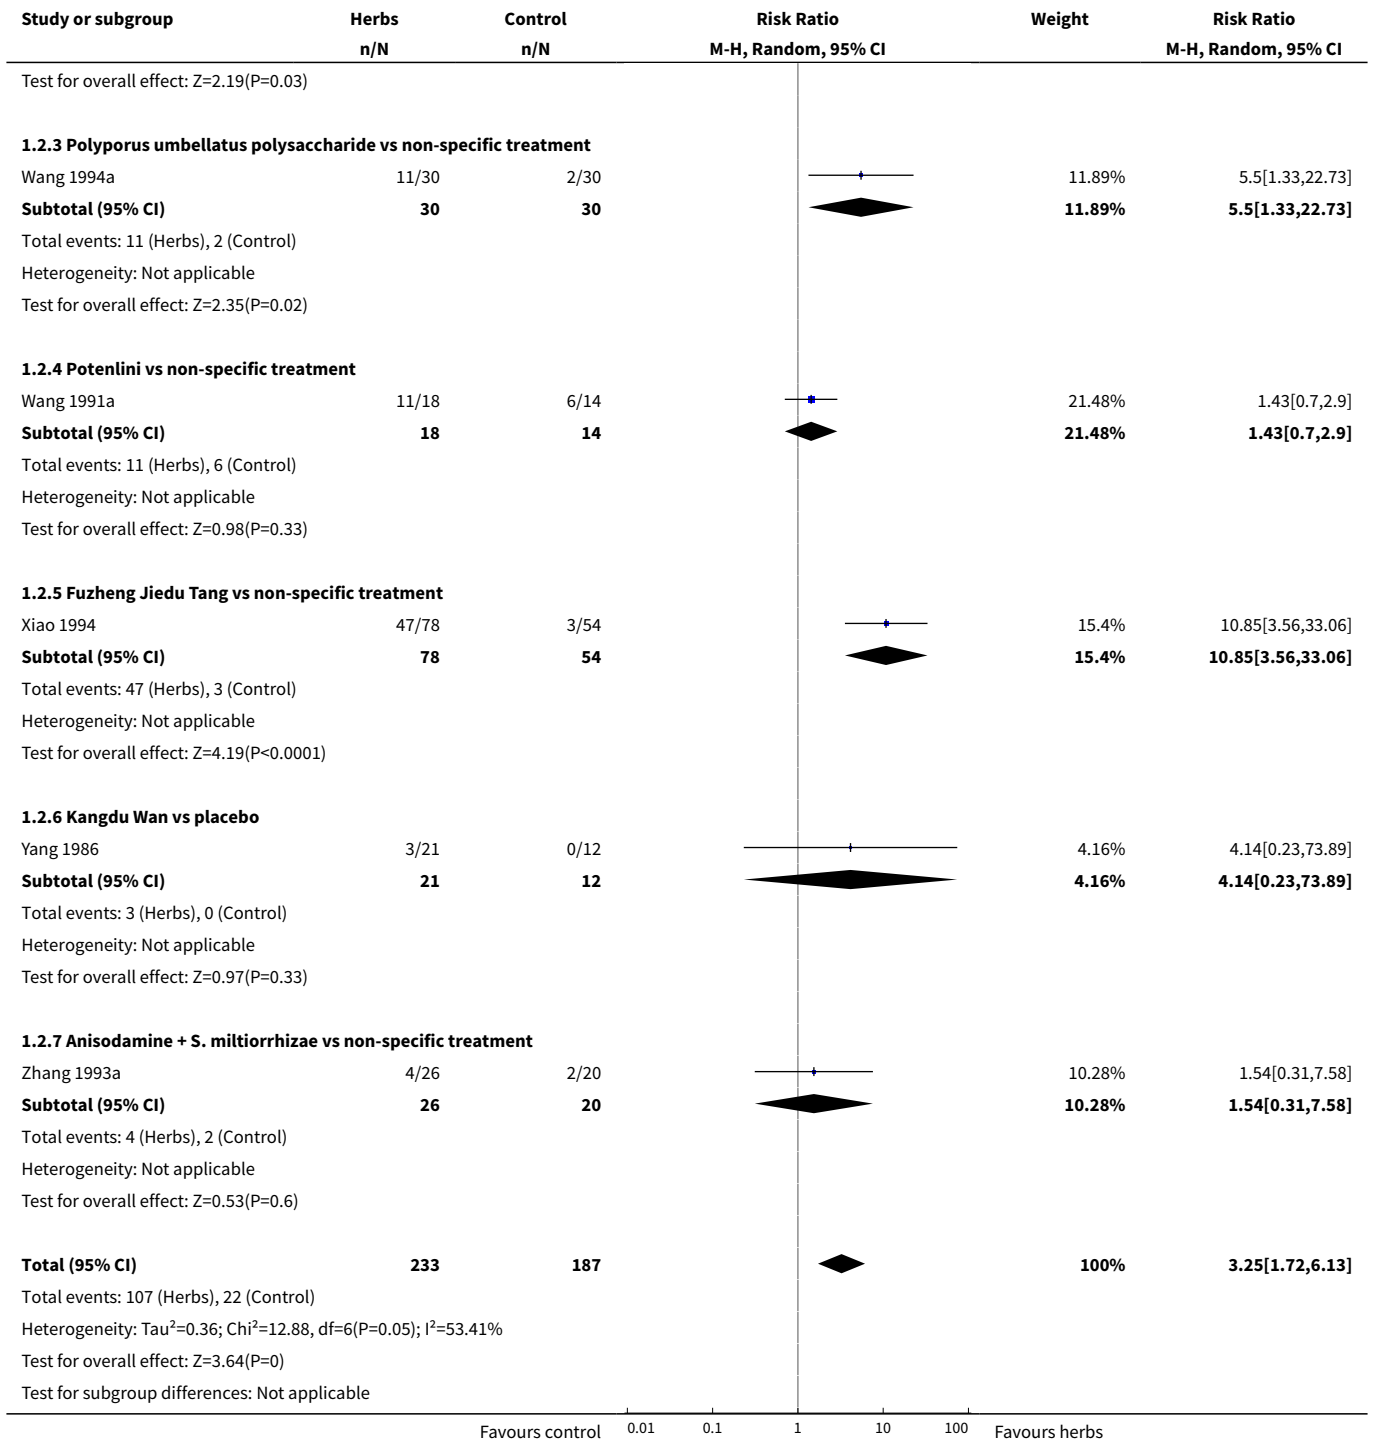 Study or subgroup Herbs Control Risk Ratio Weight Risk Ratio
n/N n/N M-H, Random, 95% CI M-H, Random, 95% CI
Test for overall effect: Z=2.19(P=0.03)
1.2.3 Polyporus umbellatus polysaccharide vs non-specific treatment
Wang 1994a 11/30 2/30 11.89% 5.5[1.33,22.73]
Subtotal (95% CI) 30 30 11.89% 5.5[1.33,22.73]
Total events: 11 (Herbs), 2 (Control)
Heterogeneity: Not applicable
Test for overall effect: Z=2.35(P=0.02)
1.2.4 Potenlini vs non-specific treatment
Wang 1991a 11/18 6/14 21.48% 1.43[0.7,2.9]
Subtotal (95% CI) 18 14 21.48% 1.43[0.7,2.9]
Total events: 11 (Herbs), 6 (Control)
Heterogeneity: Not applicable
Test for overall effect: Z=0.98(P=0.33)
1.2.5 Fuzheng Jiedu Tang vs non-specific treatment
Xiao 1994 47/78 3/54 15.4% 10.85[3.56,33.06]
Subtotal (95% CI) 78 54 15.4% 10.85[3.56,33.06]
Total events: 47 (Herbs), 3 (Control)
Heterogeneity: Not applicable
Test for overall effect: Z=4.19(P<0.0001)
1.2.6 Kangdu Wan vs placebo
Yang 1986 3/21 0/12 4.16% 4.14[0.23,73.89]
Subtotal (95% CI) 21 12 4.16% 4.14[0.23,73.89]
Total events: 3 (Herbs), 0 (Control)
Heterogeneity: Not applicable
Test for overall effect: Z=0.97(P=0.33)
1.2.7 Anisodamine + S. miltiorrhizae vs non-specific treatment
Zhang 1993a 4/26 2/20 10.28% 1.54[0.31,7.58]
Subtotal (95% CI) 26 20 10.28% 1.54[0.31,7.58]
Total events: 4 (Herbs), 2 (Control)
Heterogeneity: Not applicable
Test for overall effect: Z=0.53(P=0.6)
Total (95% CI) 233 187 100% 3.25[1.72,6.13]
Total events: 107 (Herbs), 22 (Control)
Heterogeneity: Tau²=0.36; Chi²=12.88, df=6(P=0.05); I²=53.41%
Test for overall effect: Z=3.64(P=0)
Test for subgroup differences: Not applicable
Favours control 0.01 0.1 1 10 100 Favours herbs